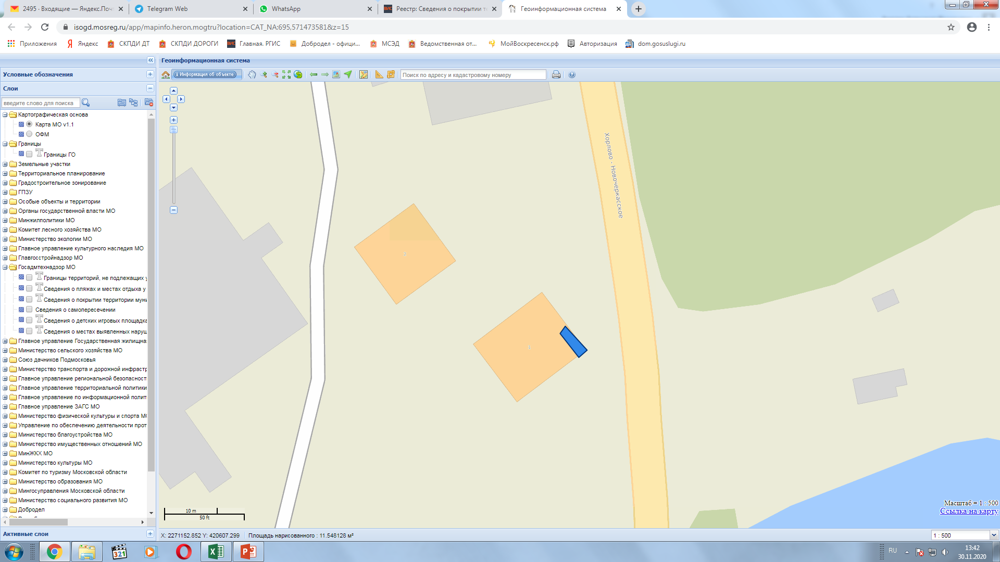 2495 · Входящие — Яндекс.Поч
Telegram Web
WhatsApp
Реестр: Сведения о покрытии т
Геоинформационная система
isogd.mosreg.ru/app/mapinfo.heron.mogtru?location=CAT_NA:695,571473581&z=15
Приложения
Яндекс
СКПДИ ДТ
СКПДИ ДОРОГИ
Главная. РГИС
Добродел - офици...
МСЭД
Ведомственная от...
МойВоскресенск.рф
Авторизация
dom.gosuslugi.ru
Геоинформационная система
Условные обозначения
Информация об объекте
Поиск по адресу и кадастровому номеру
Слои
введите слово для поиска
Картографическая основа
Карта МО v1.1
ОФМ
Границы
Границы ГО
Земельные участки
Территориальное планирование
Градостроительное зонирование
ГПЗУ
Особые объекты и территории
Органы государственной власти МО
Минжилполитики МО
Комитет лесного хозяйства МО
Министерство экологии МО
Главное управление культурного наследия МО
Главгосстройнадзор МО
Госадмтехнадзор МО
Границы территорий, не подлежащих у
Сведения о пляжах и местах отдыха у
Сведения о покрытии территории муни
Сведения о самопересечении
Сведения о детских игровых площадка
Сведения о местах выявленных наруш
Главное управление Государственная жилищна
Министерство сельского хозяйства МО
Союз дачников Подмосковья
Министерство транспорта и дорожной инфрастр
Главное управление региональной безопасност
Главное управление территориальной политики
Главное управление по информационной полит
Главное управление ЗАГС МО
Министерство физической культуры и спорта МО
Управление по обеспечению деятельности прот
Министерство благоустройства МО
Министерство имущественных отношений МО
МинЖКХ МО
Министерство культуры МО
Комитет по туризму Московской области
Министерство образования МО
Мингосуправления Московской области
Министерство социального развития МО
Добродел
Активные слои
Хорлово - Новочеркасское
2
1
10 m
50 ft
Масштаб = 1 : 500
Ссылка на карту
X: 2271152.852 Y: 420607.299
Площадь нарисованного : 11.548128 м²
1 : 500
321
RU
13:42
30.11.2020